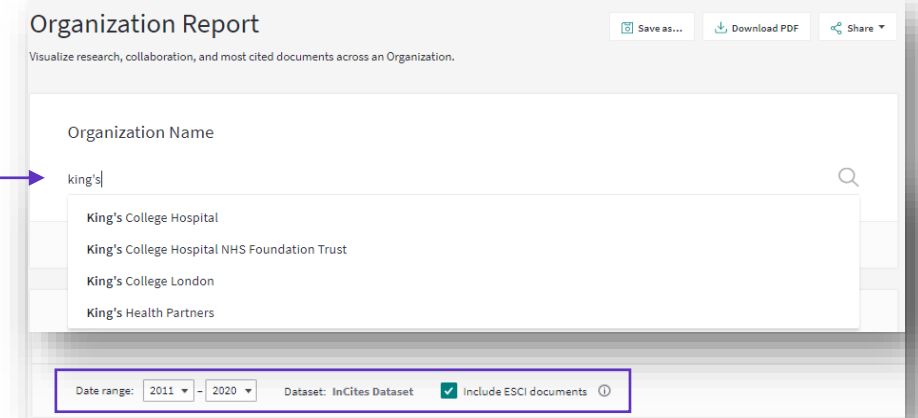 Organization Report
Save as...
Download PDF
Share
Visualize research, collaboration, and most cited documents across an Organization.
Organization Name
king's
King's College Hospital
King's College Hospital NHS Foundation Trust
King's College London
King's Health Partners
Date range: 2011 - 2020 Dataset: InCites Dataset Include ESCI documents